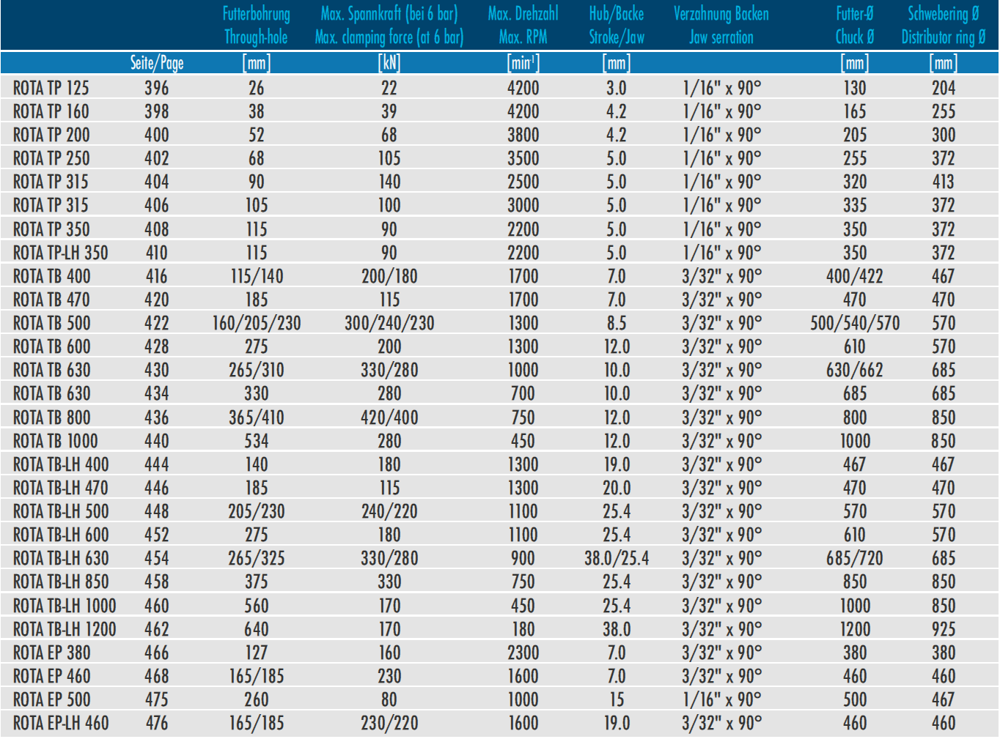 Futterbohrung Max. Spannkraft (bei 6 bar) Max. Drehzahl Hub/Backe Verzahnung Backen Futter-Ø Schwebering Ø
Through-hole Max. clamping force (at 6 bar) Max. RPM Stroke/Jaw Jaw serration Chuck Ø Distributor ring Ø
Seite/Page [mm] [kN] [min⁻¹] [mm] [mm] [mm]
ROTA TP 125 396 26 22 4200 3.0 1/16" x 90° 130 204
ROTA TP 160 398 38 39 4200 4.2 1/16" x 90° 165 255
ROTA TP 200 400 52 68 3800 4.2 1/16" x 90° 205 300
ROTA TP 250 402 68 105 3500 5.0 1/16" x 90° 255 372
ROTA TP 315 404 90 140 2500 5.0 1/16" x 90° 320 413
ROTA TP 315 406 105 100 3000 5.0 1/16" x 90° 335 372
ROTA TP 350 408 115 90 2200 5.0 1/16" x 90° 350 372
ROTA TP-LH 350 410 115 90 2200 5.0 1/16" x 90° 350 372
ROTA TB 400 416 115/140 200/180 1700 7.0 3/32" x 90° 400/422 467
ROTA TB 470 420 185 115 1700 7.0 3/32" x 90° 470 470
ROTA TB 500 422 160/205/230 300/240/230 1300 8.5 3/32" x 90° 500/540/570 570
ROTA TB 600 428 275 200 1300 12.0 3/32" x 90° 610 570
ROTA TB 630 430 265/310 330/280 1000 10.0 3/32" x 90° 630/662 685
ROTA TB 630 434 330 280 700 10.0 3/32" x 90° 685 685
ROTA TB 800 436 365/410 420/400 750 12.0 3/32" x 90° 800 850
ROTA TB 1000 440 534 280 450 12.0 3/32" x 90° 1000 850
ROTA TB-LH 400 444 140 180 1300 19.0 3/32" x 90° 467 467
ROTA TB-LH 470 446 185 115 1300 20.0 3/32" x 90° 470 470
ROTA TB-LH 500 448 205/230 240/220 1100 25.4 3/32" x 90° 570 570
ROTA TB-LH 600 452 275 180 1100 25.4 3/32" x 90° 610 570
ROTA TB-LH 630 454 265/325 330/280 900 38.0/25.4 3/32" x 90° 685/720 685
ROTA TB-LH 850 458 375 330 750 25.4 3/32" x 90° 850 850
ROTA TB-LH 1000 460 560 170 450 25.4 3/32" x 90° 1000 850
ROTA TB-LH 1200 462 640 170 180 38.0 3/32" x 90° 1200 925
ROTA EP 380 466 127 160 2300 7.0 3/32" x 90° 380 380
ROTA EP 460 468 165/185 230 1600 7.0 3/32" x 90° 460 460
ROTA EP 500 475 260 80 1000 15 1/16" x 90° 500 467
ROTA EP-LH 460 476 165/185 230/220 1600 19.0 3/32" x 90° 460 460